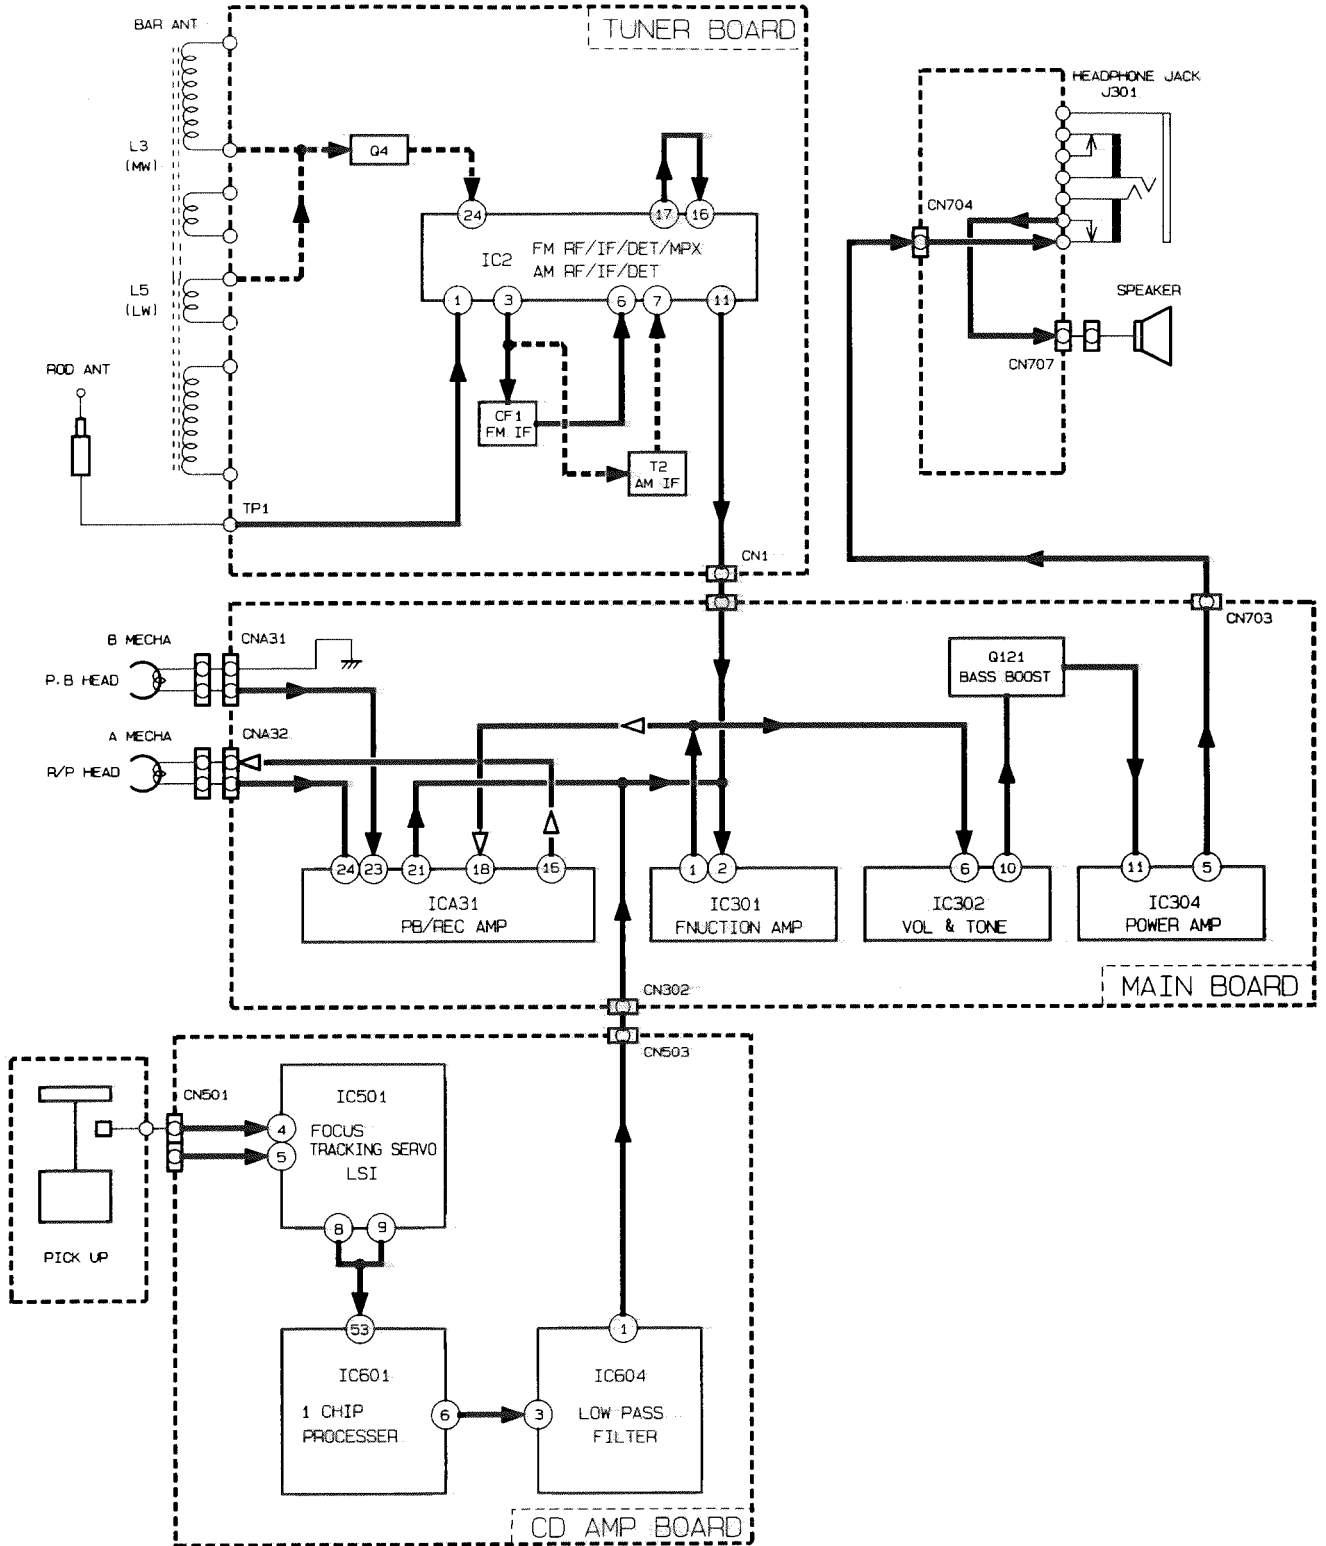 BAR ANT
TUNER BOARD
L3
(MW)
Q4
24
17
16
IC2
FM RF/IF/DET/MPX
AM RF/IF/DET
1
3
6
7
11
L5
(LW)
ROD ANT
CF1
FM IF
T2
AM IF
TP1
CN1
HEADPHONE JACK
J301
CN704
SPEAKER
CN707
CN703
B MECHA
CNA31
P.B HEAD
A MECHA
CNA32
R/P HEAD
Q121
BASS BOOST
24
23
21
18
16
ICA31
PB/REC AMP
1
2
IC301
FNUCTION AMP
6
10
IC302
VOL & TONE
11
5
IC304
POWER AMP
MAIN BOARD
CN302
CN503
CN501
PICK UP
4
5
IC501
FOCUS
TRACKING SERVO
LSI
8
9
53
IC601
1 CHIP
PROCESSER
6
1
3
IC604
LOW PASS
FILTER
CD AMP BOARD